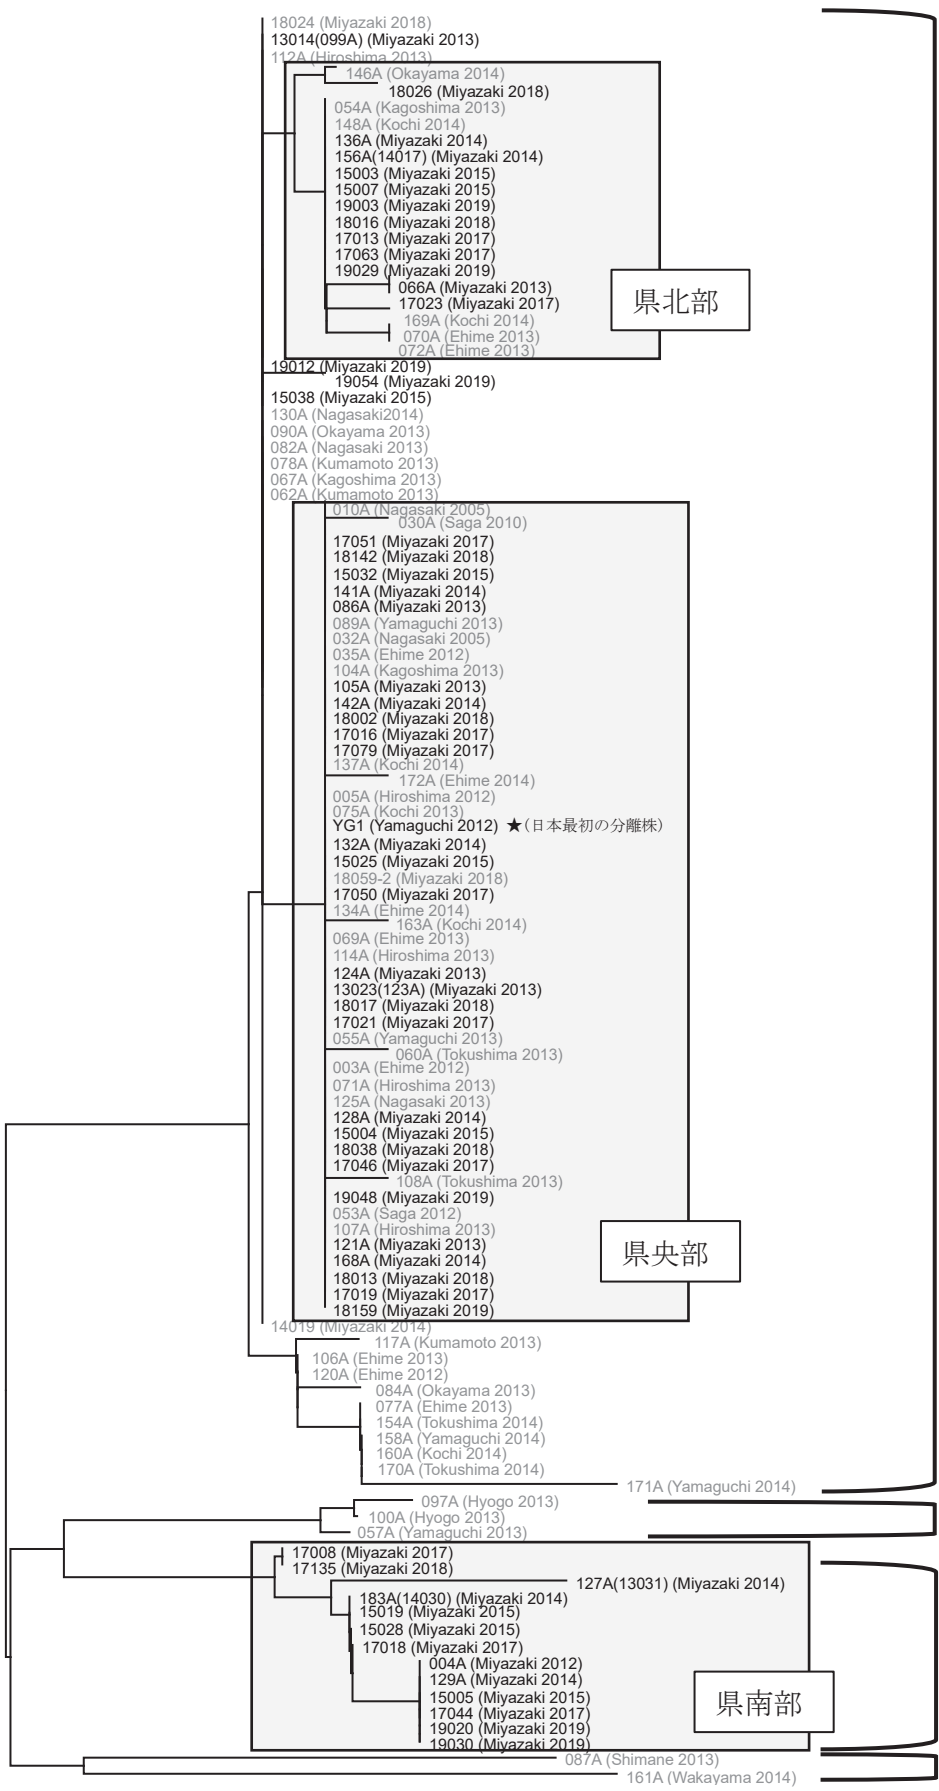 18024 (Miyazaki 2018)
13014(099A) (Miyazaki 2013)
112A (Hiroshima 2013)
146A (Okayama 2014)
18026 (Miyazaki 2018)
054A (Kagoshima 2013)
148A (Kochi 2014)
136A (Miyazaki 2014)
156A(14017) (Miyazaki 2014)
15003 (Miyazaki 2015)
15007 (Miyazaki 2015)
19003 (Miyazaki 2019)
18016 (Miyazaki 2018)
17013 (Miyazaki 2017)
17063 (Miyazaki 2017)
19029 (Miyazaki 2019)
066A (Miyazaki 2013)
県北部
17023 (Miyazaki 2017)
169A (Kochi 2014)
070A (Ehime 2013)
072A (Ehime 2013)
19012 (Miyazaki 2019)
19054 (Miyazaki 2019)
15038 (Miyazaki 2015)
130A (Nagasaki2014)
090A (Okayama 2013)
082A (Nagasaki 2013)
078A (Kumamoto 2013)
067A (Kagoshima 2013)
062A (Kumamoto 2013)
010A (Nagasaki 2005)
030A (Saga 2010)
17051 (Miyazaki 2017)
18142 (Miyazaki 2018)
15032 (Miyazaki 2015)
141A (Miyazaki 2014)
086A (Miyazaki 2013)
089A (Yamaguchi 2013)
032A (Nagasaki 2005)
035A (Ehime 2012)
104A (Kagoshima 2013)
105A (Miyazaki 2013)
142A (Miyazaki 2014)
18002 (Miyazaki 2018)
17016 (Miyazaki 2017)
17079 (Miyazaki 2017)
137A (Kochi 2014)
172A (Ehime 2014)
005A (Hiroshima 2012)
075A (Kochi 2013)
YG1 (Yamaguchi 2012) ★(日本最初の分離株)
132A (Miyazaki 2014)
15025 (Miyazaki 2015)
18059-2 (Miyazaki 2018)
17050 (Miyazaki 2017)
134A (Ehime 2014)
163A (Kochi 2014)
069A (Ehime 2013)
114A (Hiroshima 2013)
124A (Miyazaki 2013)
13023(123A) (Miyazaki 2013)
18017 (Miyazaki 2018)
17021 (Miyazaki 2017)
055A (Yamaguchi 2013)
060A (Tokushima 2013)
003A (Ehime 2012)
071A (Hiroshima 2013)
125A (Nagasaki 2013)
128A (Miyazaki 2014)
15004 (Miyazaki 2015)
18038 (Miyazaki 2018)
17046 (Miyazaki 2017)
108A (Tokushima 2013)
19048 (Miyazaki 2019)
053A (Saga 2012)
107A (Hiroshima 2013)
121A (Miyazaki 2013)
県央部
168A (Miyazaki 2014)
18013 (Miyazaki 2018)
17019 (Miyazaki 2017)
18159 (Miyazaki 2019)
14019 (Miyazaki 2014)
117A (Kumamoto 2013)
106A (Ehime 2013)
120A (Ehime 2012)
084A (Okayama 2013)
077A (Ehime 2013)
154A (Tokushima 2014)
158A (Yamaguchi 2014)
160A (Kochi 2014)
170A (Tokushima 2014)
171A (Yamaguchi 2014)
097A (Hyogo 2013)
100A (Hyogo 2013)
057A (Yamaguchi 2013)
17008 (Miyazaki 2017)
17135 (Miyazaki 2018)
127A(13031) (Miyazaki 2014)
183A(14030) (Miyazaki 2014)
15019 (Miyazaki 2015)
15028 (Miyazaki 2015)
17018 (Miyazaki 2017)
004A (Miyazaki 2012)
129A (Miyazaki 2014)
15005 (Miyazaki 2015)
県南部
17044 (Miyazaki 2017)
19020 (Miyazaki 2019)
19030 (Miyazaki 2019)
087A (Shimane 2013)
161A (Wakayama 2014)